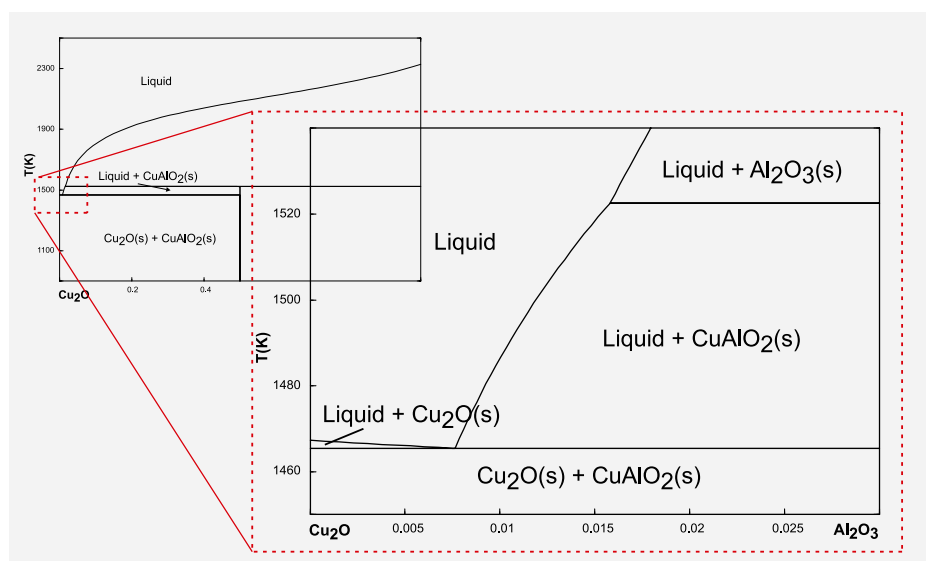 2300
Liquid
1900
T(K)
Liquid + CuAlO2(s)
1500
Cu2O(s) + CuAlO2(s)
1100
Cu2O
0.2
0.4
Liquid + Al2O3(s)
1520
Liquid
1500
T(K)
Liquid + CuAlO2(s)
1480
Liquid + Cu2O(s)
1460
Cu2O(s) + CuAlO2(s)
Cu2O
0.005
0.01
0.015
0.02
0.025
Al2O3